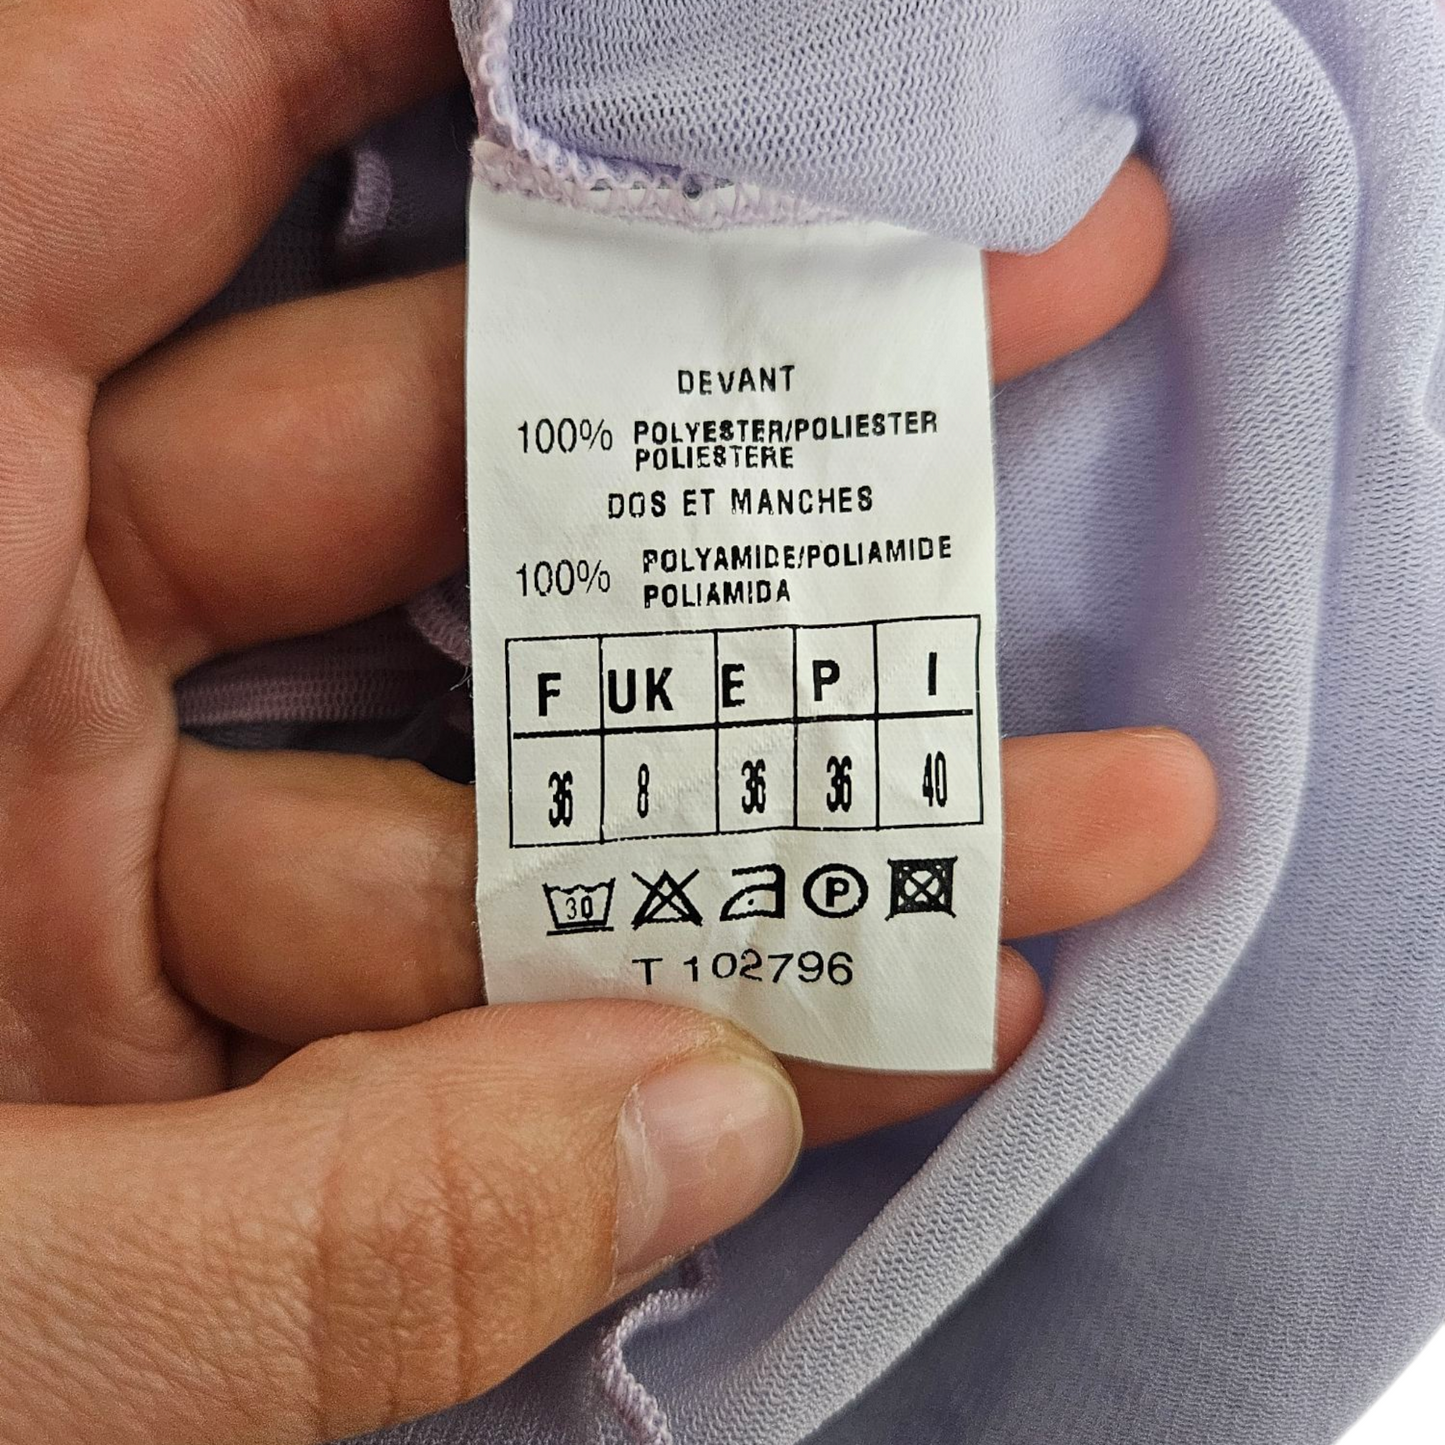 DEVANT
100% POLYESTER/POLIESTER
POLIESTERE
DOS ET MANCHES
100% POLYAMIDE/POLIAMIDE
POLIAMIDA
F UK E P I
36 8 36 36 40
30 P
T 102796